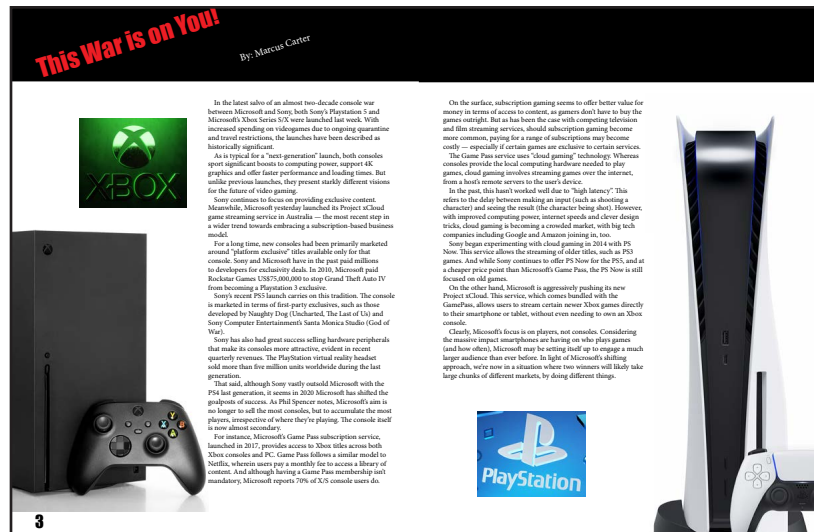 This War is on You!
By: Marcus Carter
In the latest salvo of an almost two-decade console war
between Microsoft and Sony, both Sony's Playstation 5 and
Microsoft's Xbox Series S/X were launched last week. With
increased spending on videogames due to ongoing quarantine
and travel restrictions, the launches have been described as
historically significant.
As is typical for a "next-generation" launch, both consoles
sport significant boosts to computing power, support 4K
graphics and offer faster performance and loading times. But
unlike previous launches, they present starkly different visions
for the future of video gaming.
Sony continues to focus on providing exclusive content.
Meanwhile, Microsoft yesterday launched its Project xCloud
game streaming service in Australia — the most recent step in
a wider trend towards embracing a subscription-based business
model.
For a long time, new consoles had been primarily marketed
around "platform exclusive" titles available only for that
console. Sony and Microsoft have in the past paid millions
to developers for exclusivity deals. In 2010, Microsoft paid
Rockstar Games US$75,000,000 to stop Grand Theft Auto IV
from becoming a Playstation 3 exclusive.
Sony's recent PS5 launch carries on this tradition. The console
is marketed in terms of first-party exclusives, such as those
developed by Naughty Dog (Uncharted, The Last of Us) and
Sony Computer Entertainment's Santa Monica Studio (God of
War).
Sony has also had great success selling hardware peripherals
that make its consoles more attractive, evident in recent
quarterly revenues. The PlayStation virtual reality headset
sold more than five million units worldwide during the last
generation.
That said, although Sony vastly outsold Microsoft with the
PS4 last generation, it seems in 2020 Microsoft has shifted the
goalposts of success. As Phil Spencer notes, Microsoft's aim is
no longer to sell the most consoles, but to accumulate the most
players, irrespective of where they're playing. The console itself
is now almost secondary.
For instance, Microsoft's Game Pass subscription service,
launched in 2017, provides access to Xbox titles across both
Xbox consoles and PC. Game Pass follows a similar model to
Netflix, wherein users pay a monthly fee to access a library of
content. And although having a Game Pass membership isn't
mandatory, Microsoft reports 70% of X/S console users do.
On the surface, subscription gaming seems to offer better value for
money in terms of access to content, as gamers don't have to buy the
games outright. But as has been the case with competing television
and film streaming services, should subscription gaming become
more common, paying for a range of subscriptions may become
costly — especially if certain games are exclusive to certain services.
The Game Pass service uses "cloud gaming" technology. Whereas
consoles provide the local computing hardware needed to play
games, cloud gaming involves streaming games over the internet,
from a host's remote servers to the user's device.
In the past, this hasn't worked well due to "high latency". This
refers to the delay between making an input (such as shooting a
character) and seeing the result (the character being shot). However,
with improved computing power, internet speeds and clever design
tricks, cloud gaming is becoming a crowded market, with big tech
companies including Google and Amazon joining in, too.
Sony began experimenting with cloud gaming in 2014 with PS
Now. This service allows the streaming of older titles, such as PS3
games. And while Sony continues to offer PS Now for the PS5, and at
a cheaper price point than Microsoft's Game Pass, the PS Now is still
focused on old games.
On the other hand, Microsoft is aggressively pushing its new
Project xCloud. This service, which comes bundled with the
GamePass, allows users to stream certain newer Xbox games directly
to their smartphone or tablet, without even needing to own an Xbox
console.
Clearly, Micosoft's focus is on players, not consoles. Considering
the massive impact smartphones are having on who plays games
(and how often), Microsoft may be setting itself up to engage a much
larger audience than ever before. In light of Microsoft's shifting
approach, we're now in a situation where two winners will likely take
large chunks of different markets, by doing different things.
XBOX
PlayStation
3